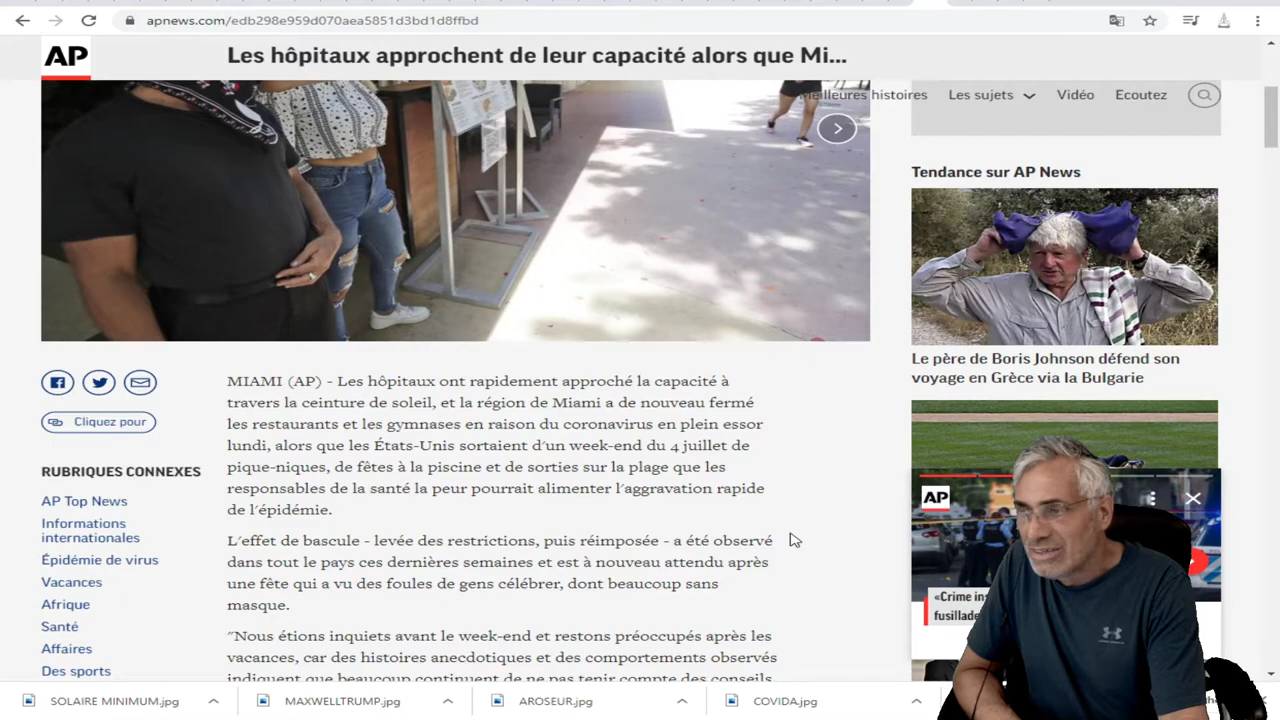 apnews.com/edb298e959d070aea5851d3bd1d8ffbd
AP
Les hôpitaux approchent de leur capacité alors que Mi...
Meilleures histoires
Les sujets
Vidéo
Ecoutez
Tendance sur AP News
Le père de Boris Johnson défend son
voyage en Grèce via la Bulgarie
Cliquez pour
RUBRIQUES CONNEXES
AP Top News
Informations
internationales
Épidémie de virus
Vacances
Afrique
Santé
Affaires
Des sports
MIAMI (AP) - Les hôpitaux ont rapidement approché la capacité à
travers la ceinture de soleil, et la région de Miami a de nouveau fermé
les restaurants et les gymnases en raison du coronavirus en plein essor
lundi, alors que les États-Unis sortaient d'un week-end du 4 juillet de
pique-niques, de fêtes à la piscine et de sorties sur la plage que les
responsables de la santé la peur pourrait alimenter l'aggravation rapide
de l'épidémie.
L'effet de bascule - levée des restrictions, puis réimposée - a été observé
dans tout le pays ces dernières semaines et est à nouveau attendu après
une fête qui a vu des foules de gens célébrer, dont beaucoup sans
masque.
"Nous étions inquiets avant le week-end et restons préoccupés après les
vacances, car des histoires anecdotiques et des comportements observés
indiquent que beaucoup continuent de ne pas tenir compte des conseils
AP
«Crime
SOLAIRE MINIMUM.jpg
MAXWELLTRUMP.jpg
AROSEUR.jpg
COVIDA.jpg